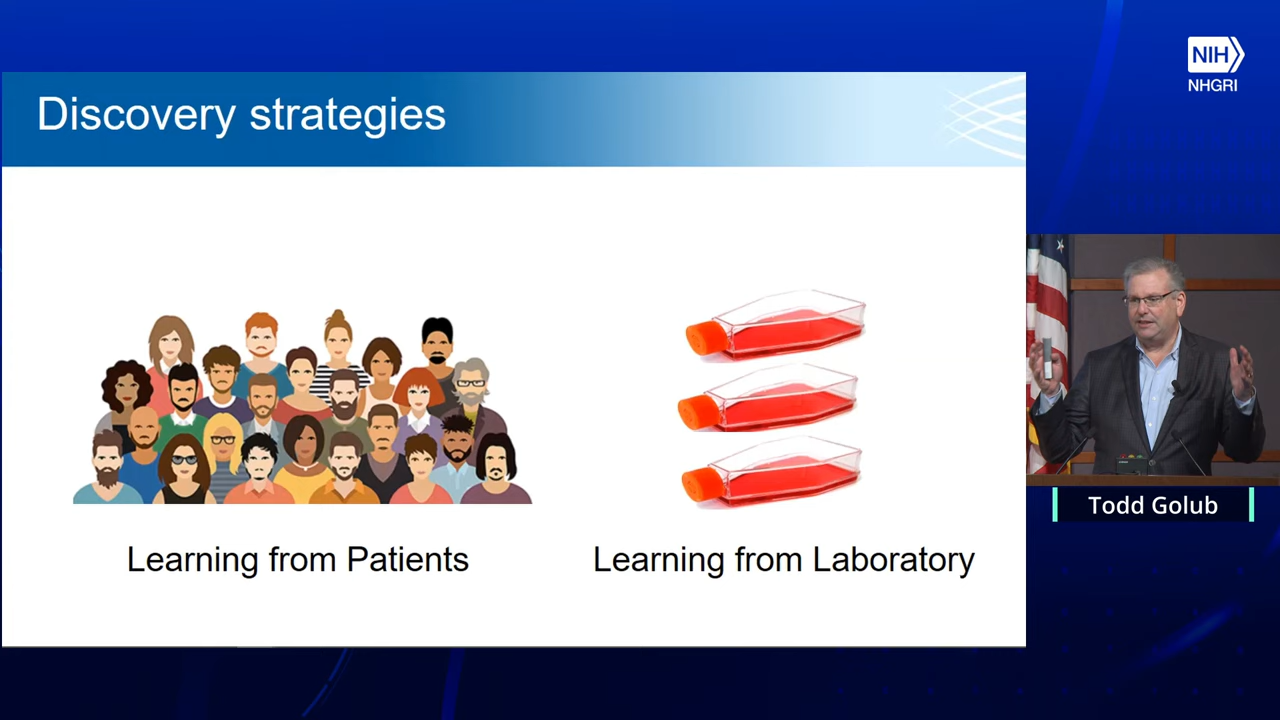 NIH
NHGRI
Discovery strategies
Learning from Patients
Learning from Laboratory
Todd Golub